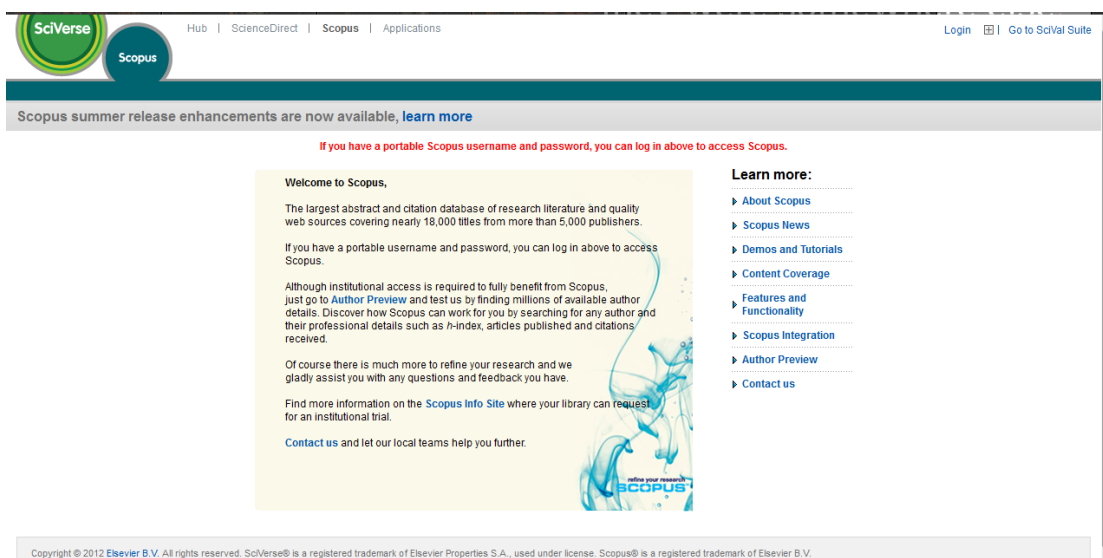 SciVerse
Scopus
Hub | ScienceDirect | Scopus | Applications
Login | Go to SciVal Suite
Scopus summer release enhancements are now available, learn more
If you have a portable Scopus username and password, you can log in above to access Scopus.
Welcome to Scopus,
The largest abstract and citation database of research literature and quality
web sources covering nearly 18,000 titles from more than 5,000 publishers.
If you have a portable username and password, you can log in above to access
Scopus.
Although institutional access is required to fully benefit from Scopus,
just go to Author Preview and test us by finding millions of available author
details. Discover how Scopus can work for you by searching for any author and
their professional details such as h-index, articles published and citations
received.
Of course there is much more to refine your research and we
gladly assist you with any questions and feedback you have.
Find more information on the Scopus Info Site where your library can request
for an institutional trial.
Contact us and let our local teams help you further.
refine your research
SCOPUS
Learn more:
About Scopus
Scopus News
Demos and Tutorials
Content Coverage
Features and
Functionality
Scopus Integration
Author Preview
Contact us
Copyright © 2012 Elsevier B.V. All rights reserved. SciVerse® is a registered trademark of Elsevier Properties S.A., used under license. Scopus® is a registered trademark of Elsevier B.V.